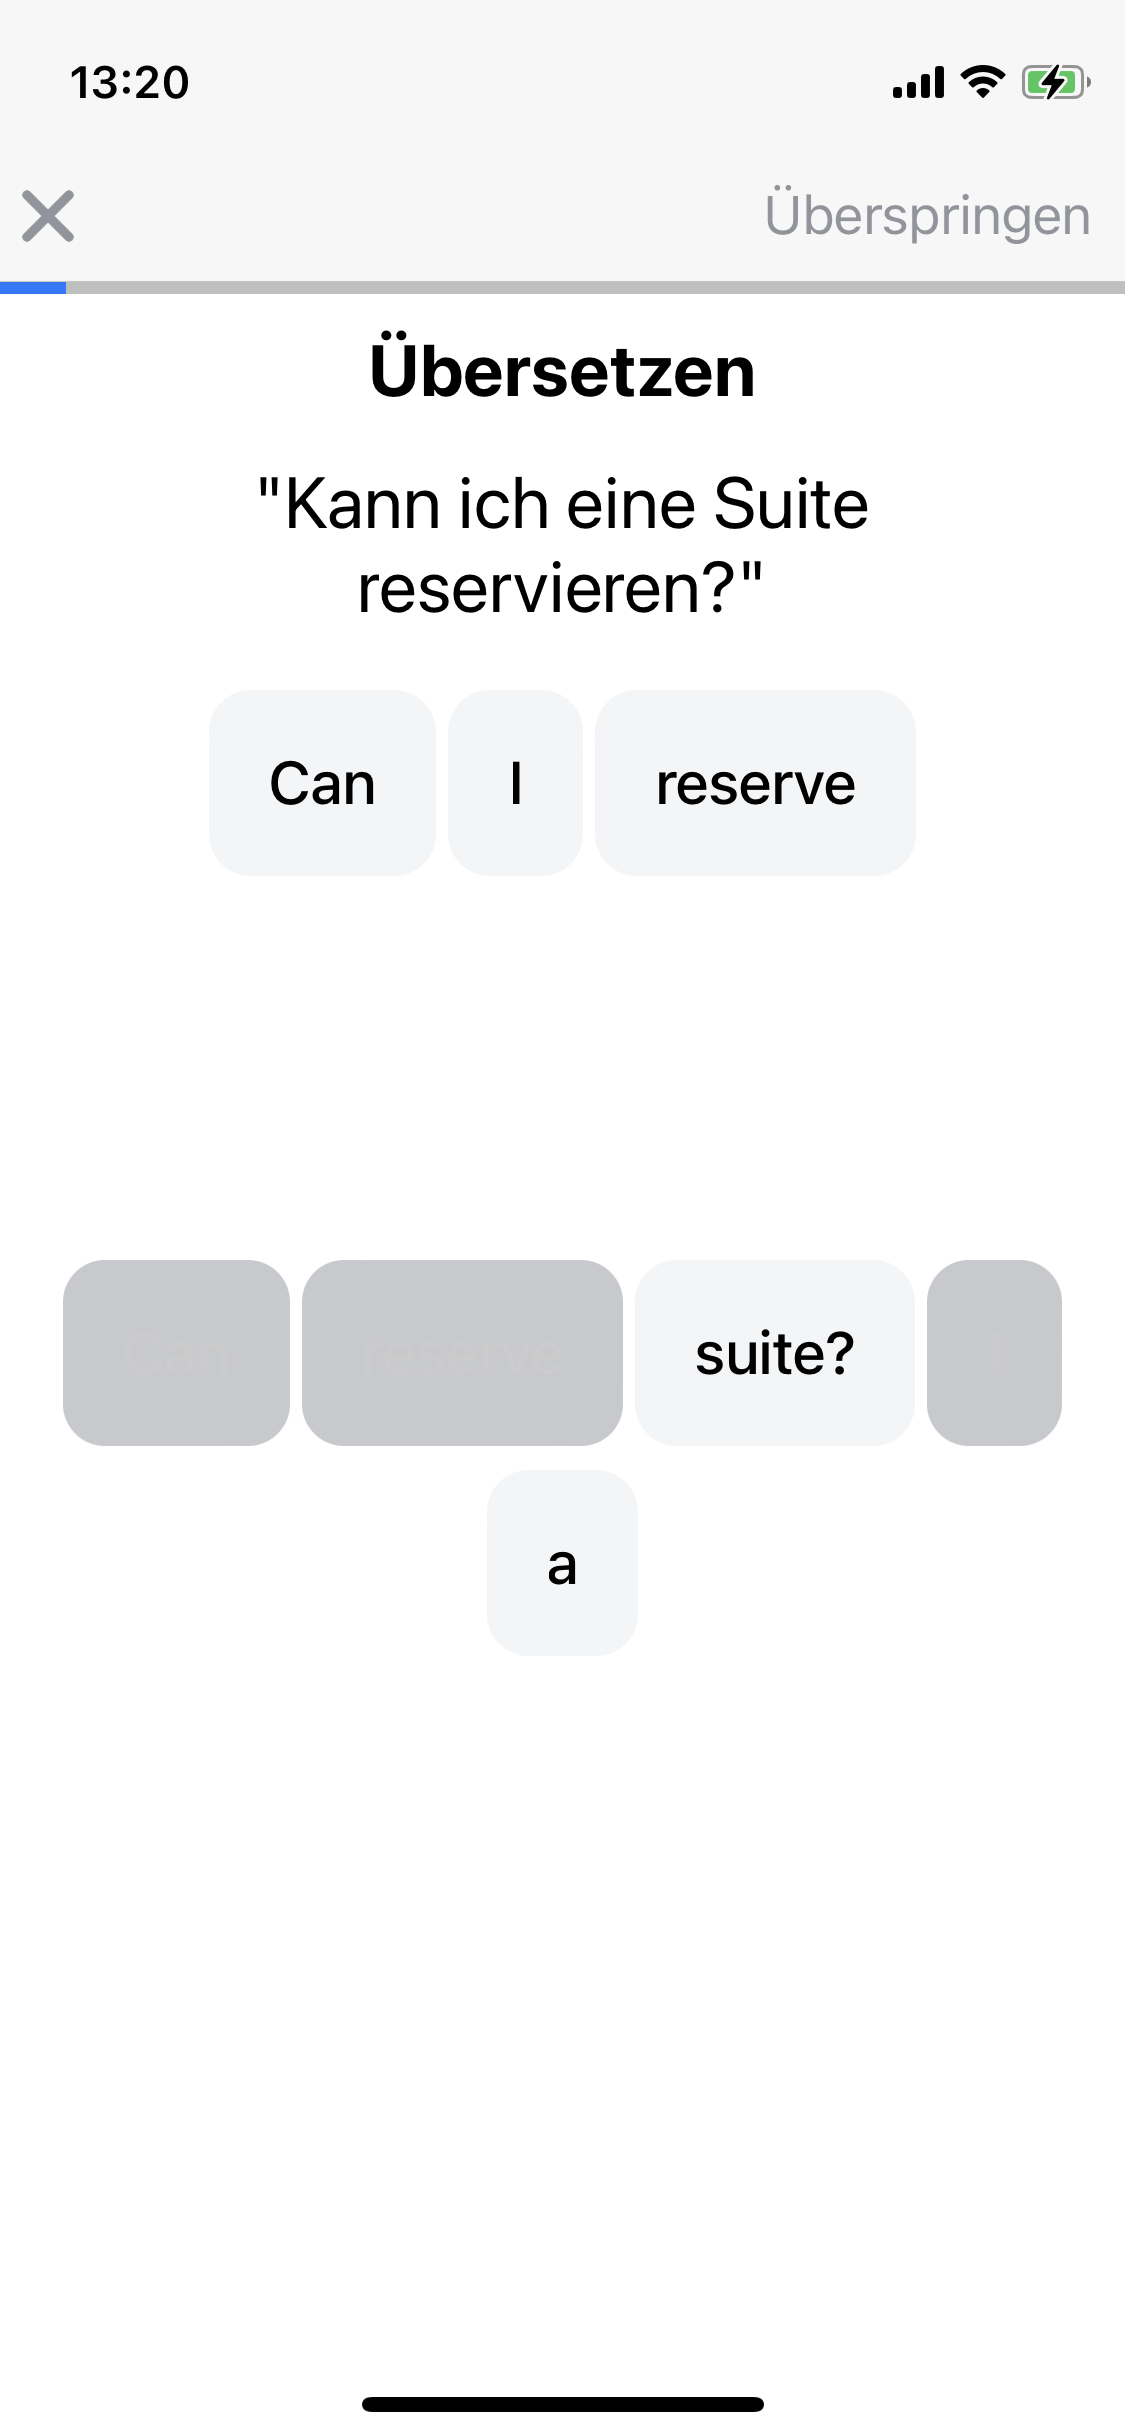 13:20
Überspringen
Übersetzen
"Kann ich eine Suite
reservieren?"
Can I reserve
Can reserve suite? I
a